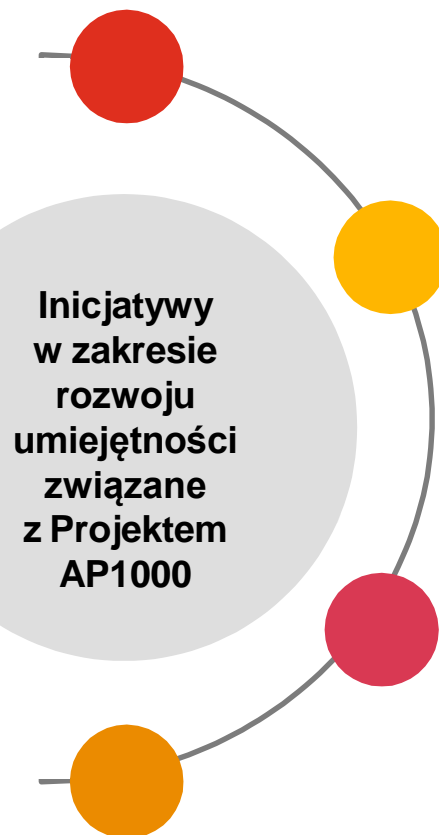 Inicjatywy
w zakresie
rozwoju
umiejętności
związane
z Projektem
AP1000